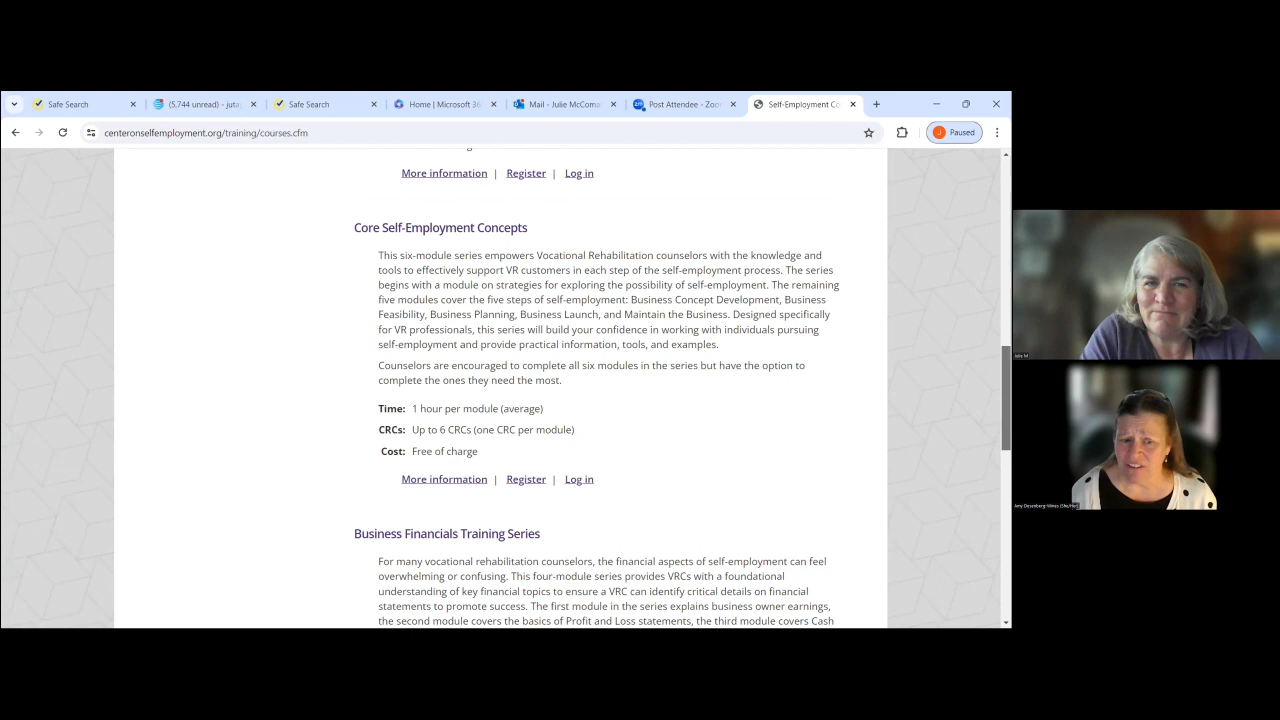 Safe Search
(5,744 unread) - juta
Safe Search
Home | Microsoft 36
Mail - Julie McComa
Post Attendee - Zoo
Self-Employment Co
centeronselfemployment.org/training/courses.cfm
J Paused
More information | Register | Log in
Core Self-Employment Concepts
This six-module series empowers Vocational Rehabilitation counselors with the knowledge and
tools to effectively support VR customers in each step of the self-employment process. The series
begins with a module on strategies for exploring the possibility of self-employment. The remaining
five modules cover the five steps of self-employment: Business Concept Development, Business
Feasibility, Business Planning, Business Launch, and Maintain the Business. Designed specifically
for VR professionals, this series will build your confidence in working with individuals pursuing
self-employment and provide practical information, tools, and examples.
Counselors are encouraged to complete all six modules in the series but have the option to
complete the ones they need the most.
Time: 1 hour per module (average)
CRCs: Up to 6 CRCs (one CRC per module)
Cost: Free of charge
More information | Register | Log in
Business Financials Training Series
For many vocational rehabilitation counselors, the financial aspects of self-employment can feel
overwhelming or confusing. This four-module series provides VRCs with a foundational
understanding of key financial topics to ensure a VRC can identify critical details on financial
statements to promote success. The first module in the series explains business owner earnings,
the second module covers the basics of Profit and Loss statements, the third module covers Cash
Julie M
Amy Desenberg-Wines (She/Her)